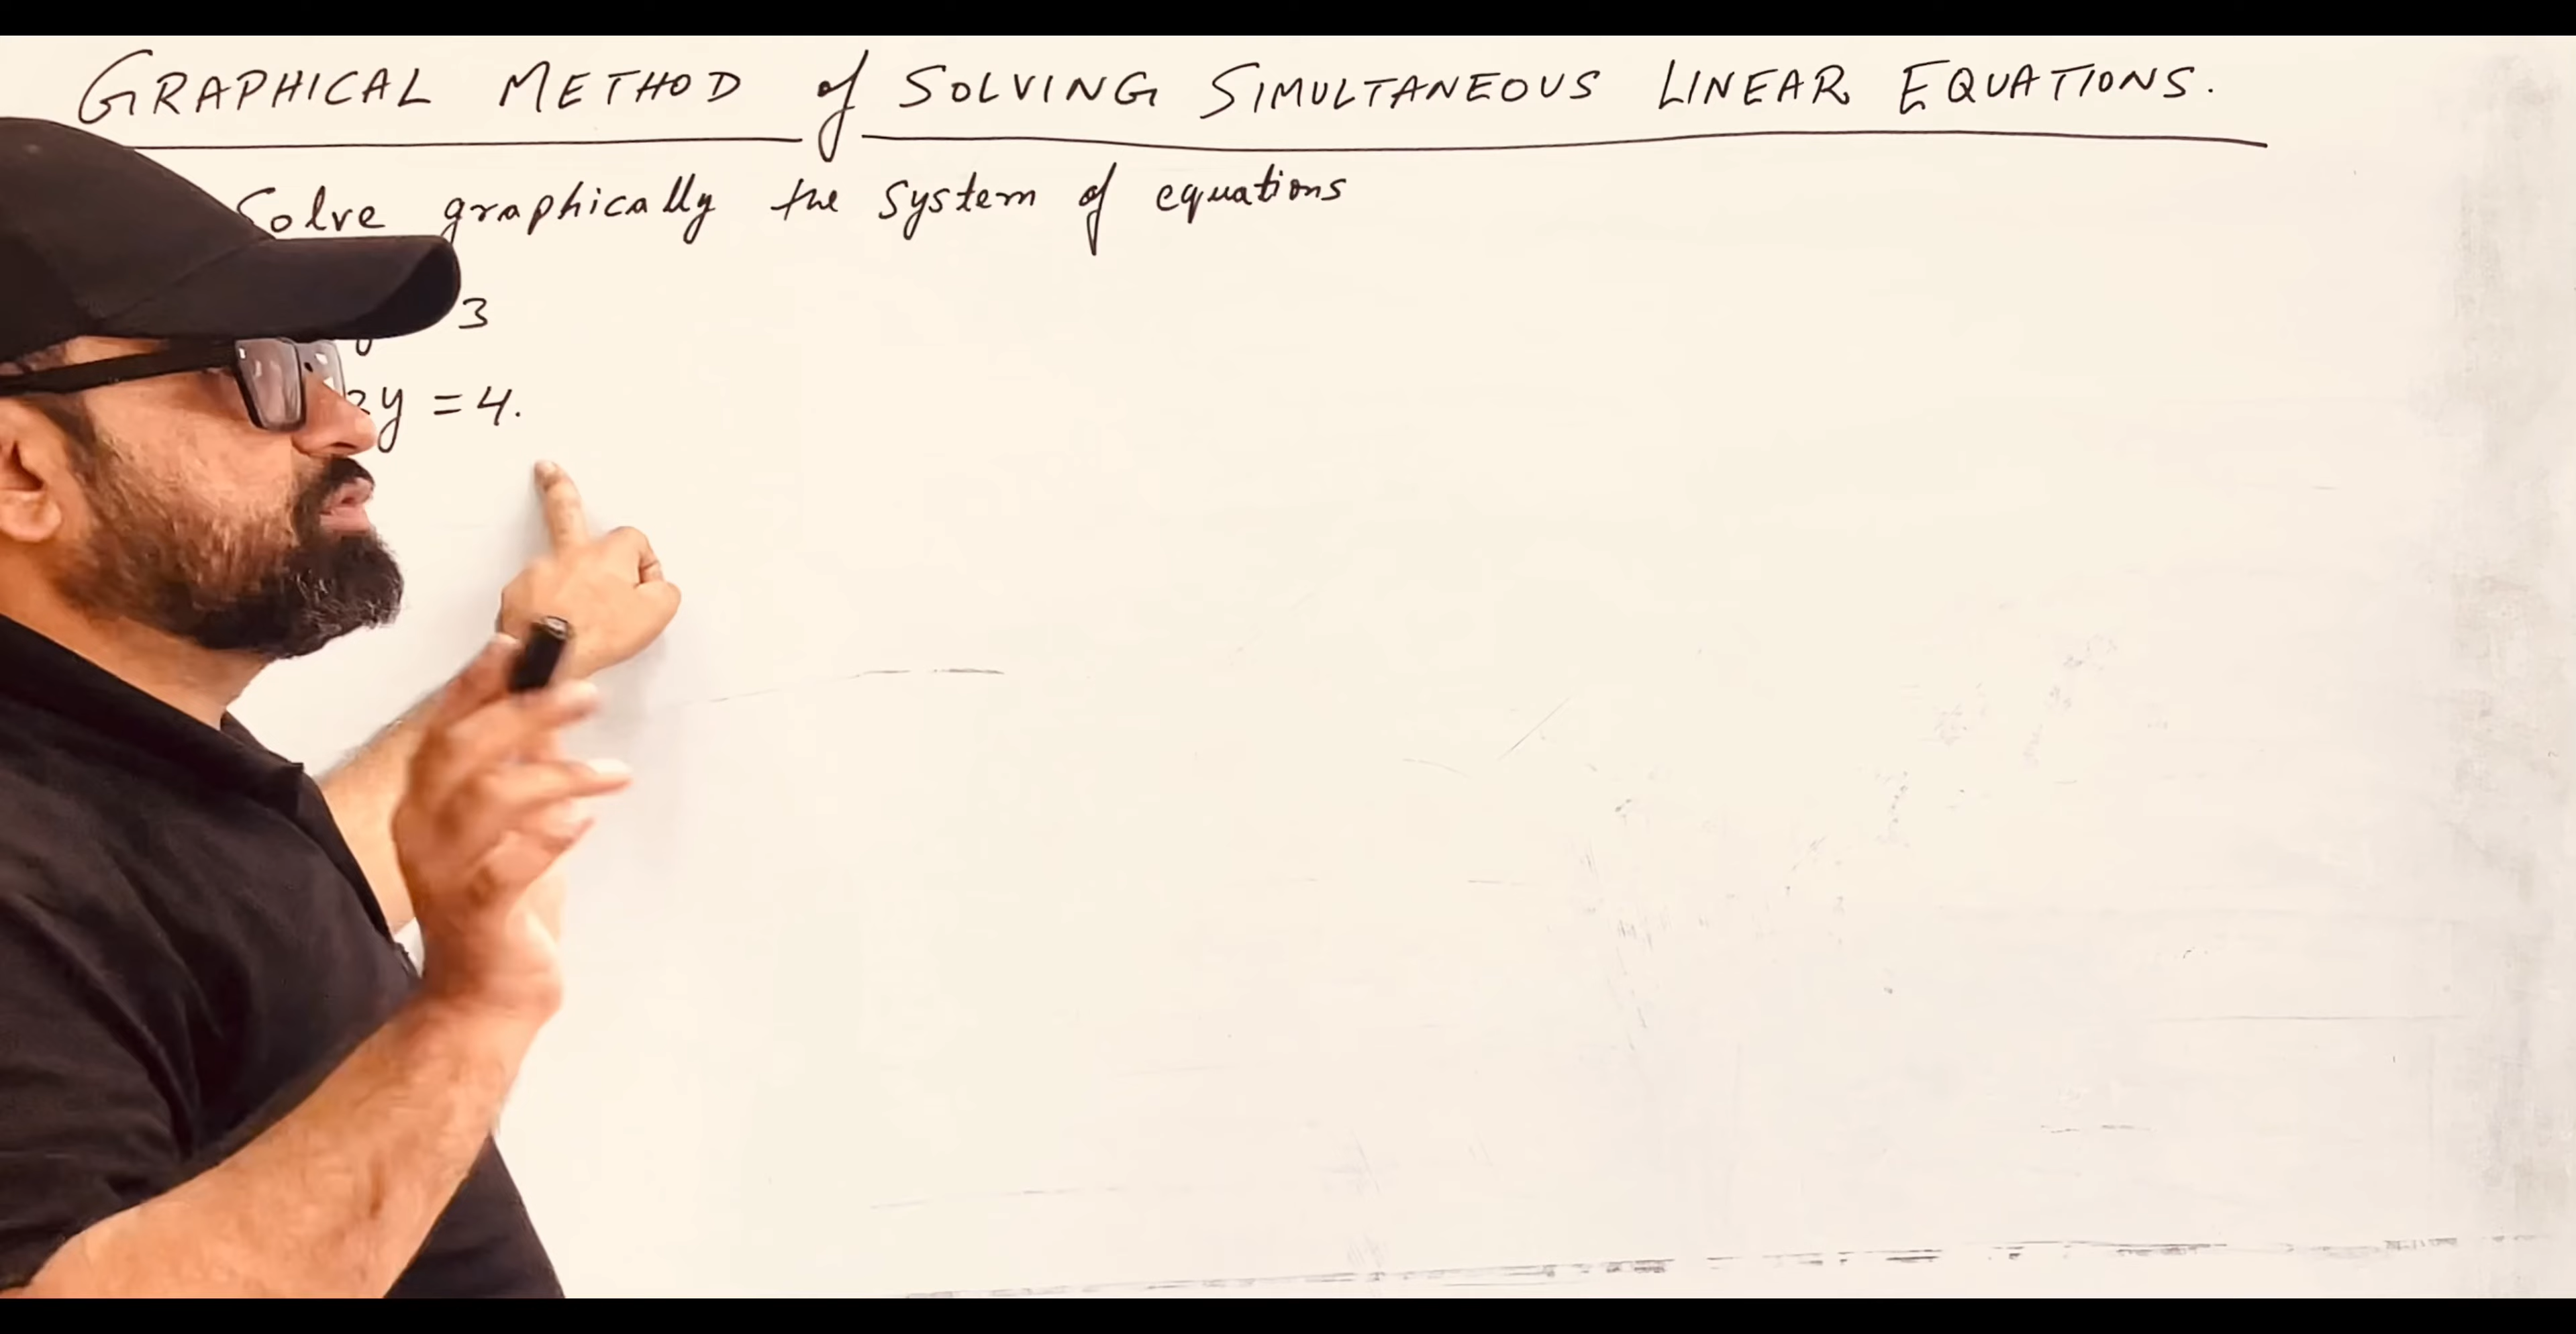 GRAPHICAL METHOD of SOLVING SIMULTANEOUS LINEAR EQUATIONS.
Solve graphically the system of equations
3
y = 4.